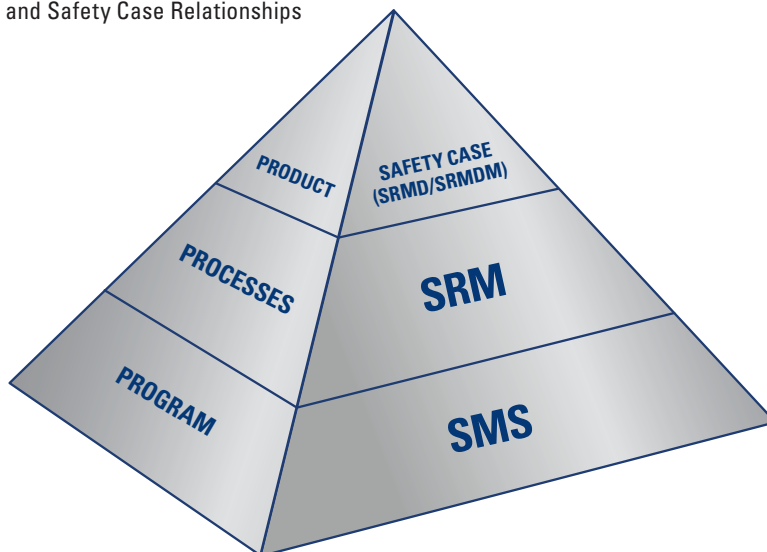 and Safety Case Relationships
PRODUCT
SAFETY CASE
(SRMD/SRMDM)
PROCESSES
SRM
PROGRAM
SMS